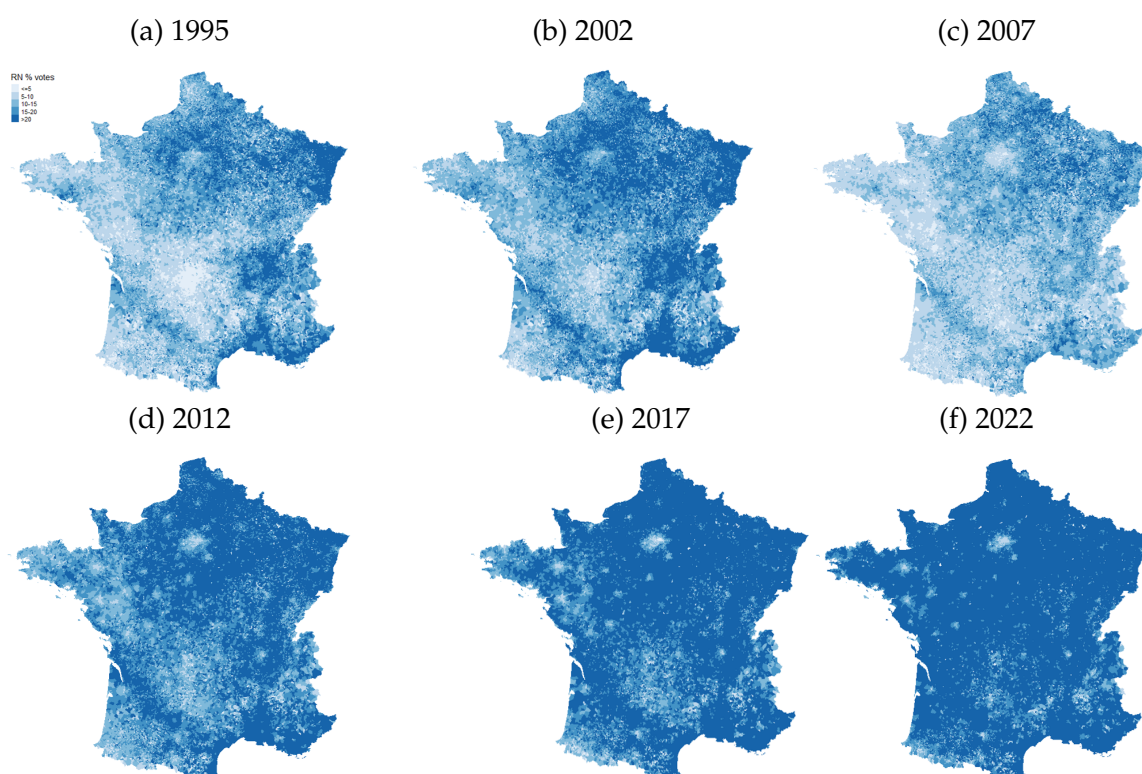 (a) 1995
(b) 2002
(c) 2007
RN % votes
<=5
5-10
10-15
15-20
>20
(d) 2012
(e) 2017
(f) 2022